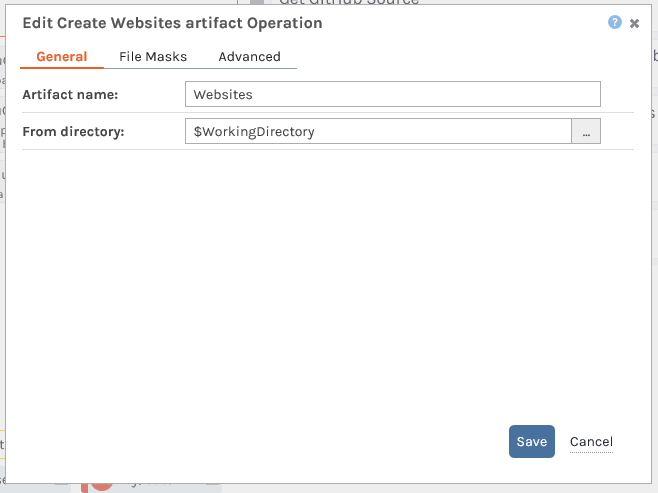 Get GitHub Source
Edit Create Websites artifact Operation
?
General File Masks Advanced
Artifact name: Websites
From directory: $WorkingDirectory ...
Save Cancel